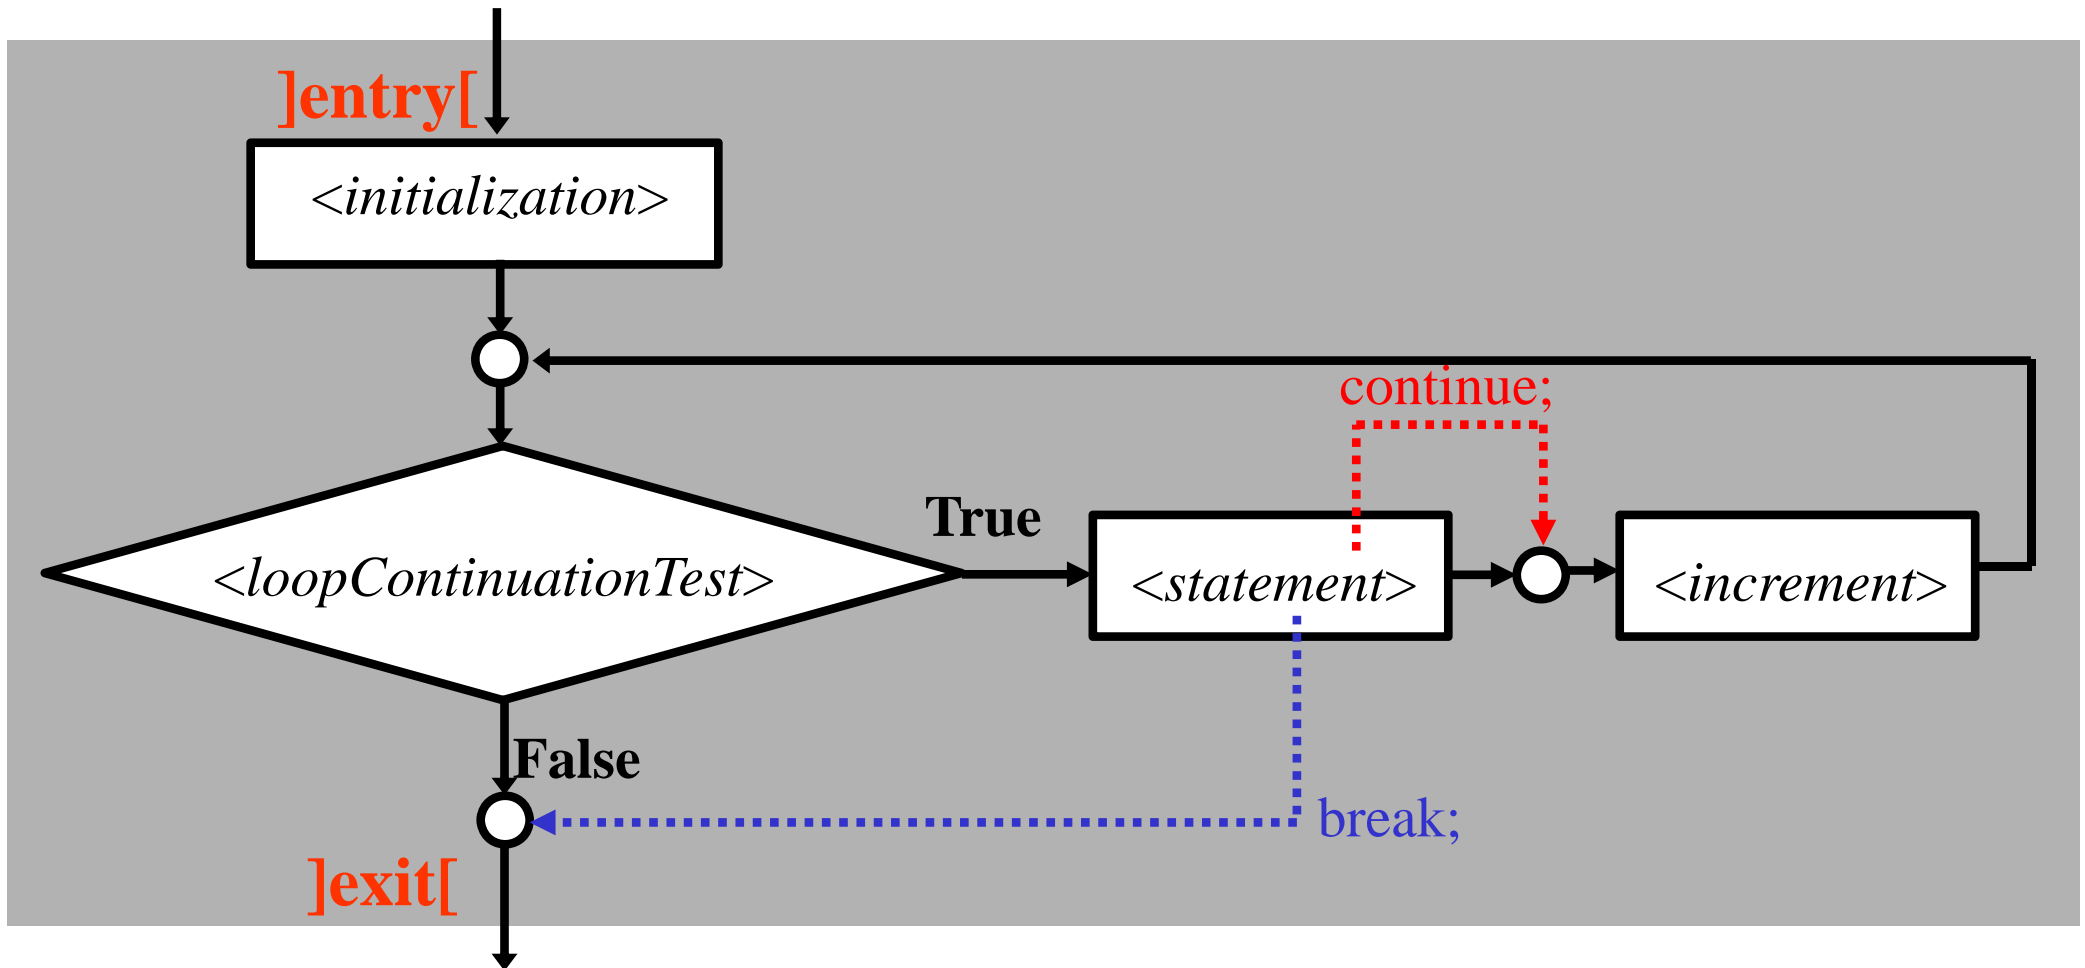 ]entry[
<initialization>
continue;
True
<loopContinuationTest>
<statement>
<increment>
False
break;
]exit[